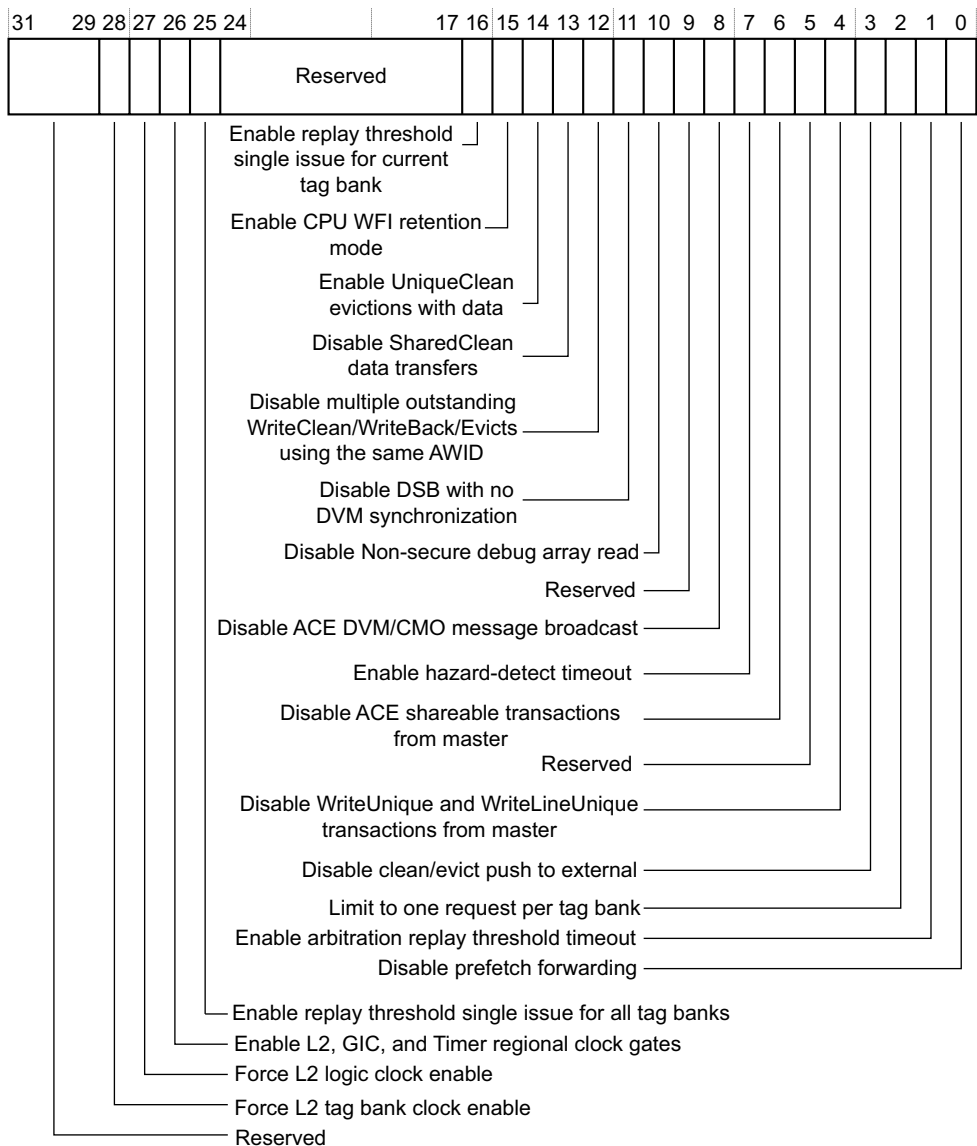 31 29 28 27 26 25 24 17 16 15 14 13 12 11 10 9 8 7 6 5 4 3 2 1 0
Reserved
Enable replay threshold
single issue for current
tag bank
Enable CPU WFI retention
mode
Enable UniqueClean
evictions with data
Disable SharedClean
data transfers
Disable multiple outstanding
WriteClean/WriteBack/Evicts
using the same AWID
Disable DSB with no
DVM synchronization
Disable Non-secure debug array read
Reserved
Disable ACE DVM/CMO message broadcast
Enable hazard-detect timeout
Disable ACE shareable transactions
from master
Reserved
Disable WriteUnique and WriteLineUnique
transactions from master
Disable clean/evict push to external
Limit to one request per tag bank
Enable arbitration replay threshold timeout
Disable prefetch forwarding
Enable replay threshold single issue for all tag banks
Enable L2, GIC, and Timer regional clock gates
Force L2 logic clock enable
Force L2 tag bank clock enable
Reserved